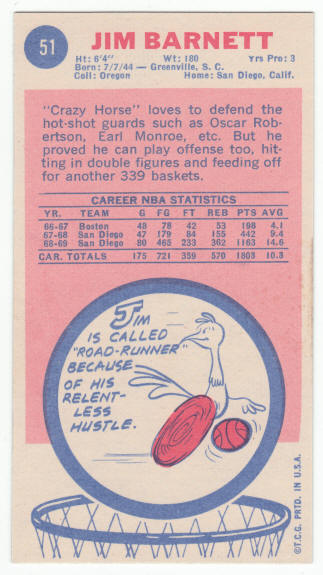 51
JIM BARNETT
Ht: 6'4" Wt: 180 Yrs Pro: 3
Born: 7/7/44 — Greenville, S. C.
Coll: Oregon Home: San Diego, Calif.
"Crazy Horse" loves to defend the
hot-shot guards such as Oscar Rob-
ertson, Earl Monroe, etc. But he
proved he can play offense too, hit-
ting in double figures and feeding off
for another 339 baskets.
CAREER NBA STATISTICS
YR. TEAM G FG FT REB PTS AVG
66-67 Boston 48 78 42 53 198 4.1
67-68 San Diego 47 179 84 155 442 9.4
68-69 San Diego 80 465 233 362 1163 14.6
CAR. TOTALS 175 721 359 570 1803 10.3
JIM
IS CALLED
"ROAD-RUNNER"
BECAUSE
OF HIS
RELENT-
LESS
HUSTLE.
©T.C.G. PRTD. IN U.S.A.